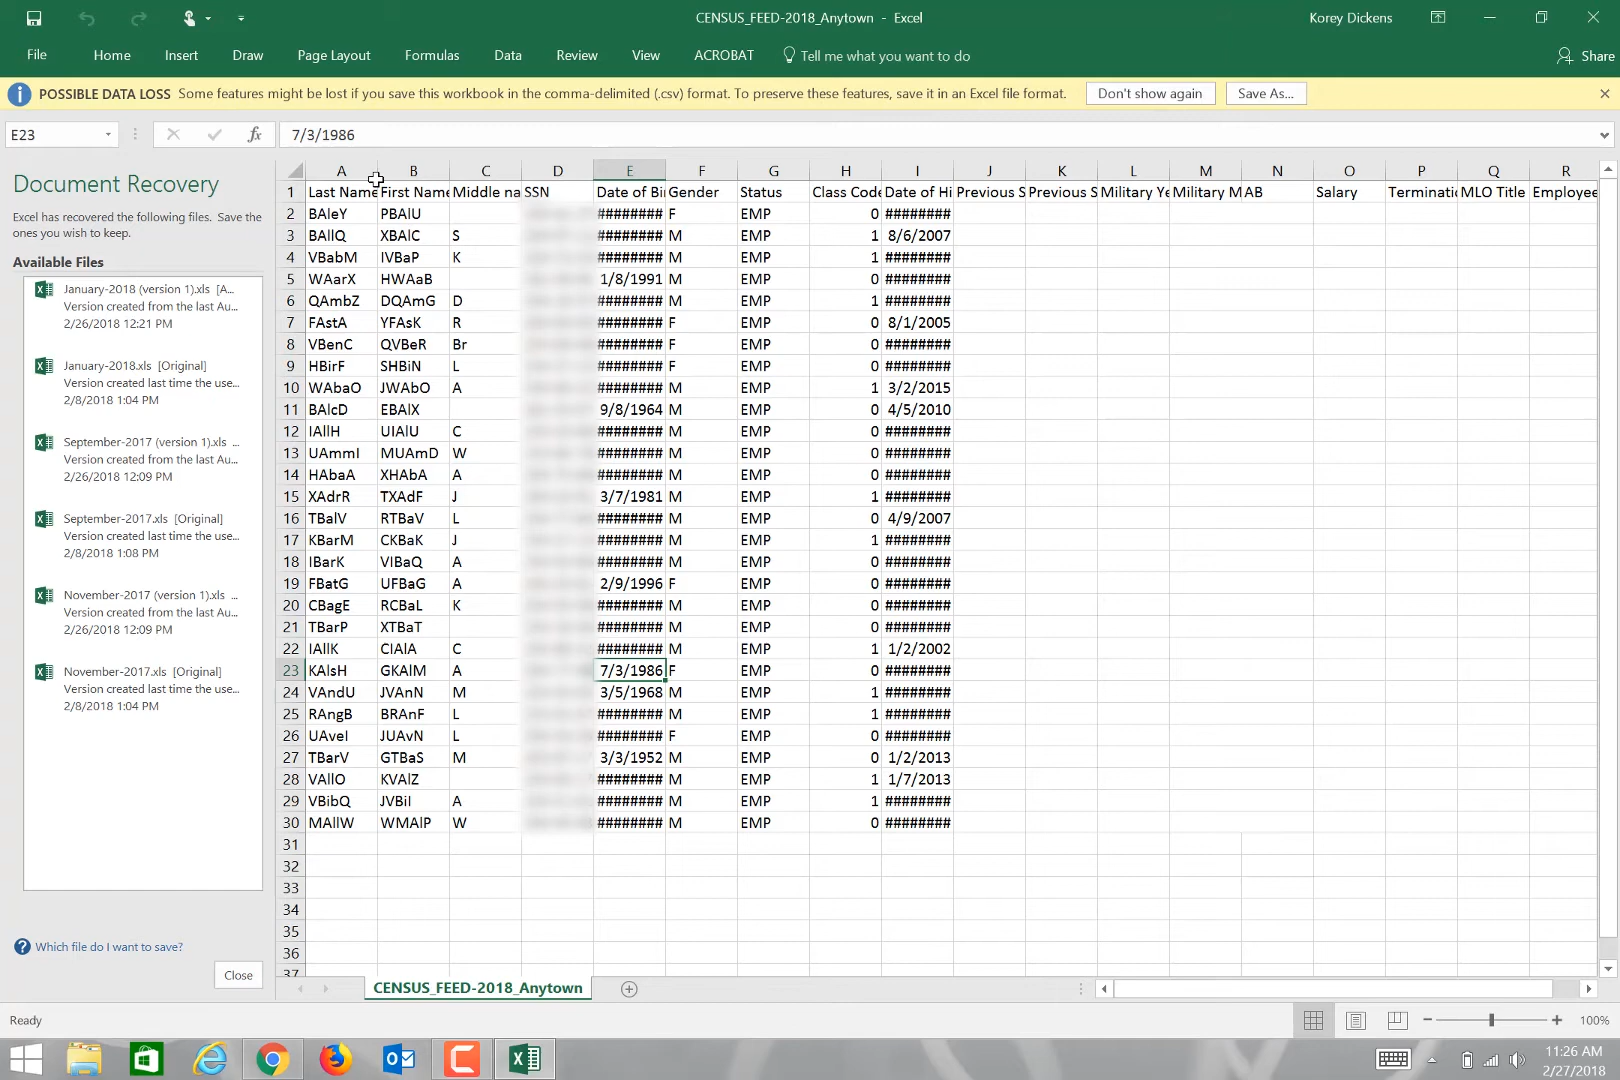 CENSUS_FEED-2018_Anytown - Excel
Korey Dickens
File Home Insert Draw Page Layout Formulas Data Review View ACROBAT Tell me what you want to do Share
POSSIBLE DATA LOSS Some features might be lost if you save this workbook in the comma-delimited (.csv) format. To preserve these features, save it in an Excel file format. Don't show again Save As...
E23 fx 7/3/1986
Document Recovery
Excel has recovered the following files. Save the
ones you wish to keep.
Available Files
January-2018 (version 1).xls [A...
Version created from the last Au...
2/26/2018 12:21 PM
January-2018.xls [Original]
Version created last time the use...
2/8/2018 1:04 PM
September-2017 (version 1).xls ...
Version created from the last Au...
2/26/2018 12:09 PM
September-2017.xls [Original]
Version created last time the use...
2/8/2018 1:08 PM
November-2017 (version 1).xls ...
Version created from the last Au...
2/26/2018 12:09 PM
November-2017.xls [Original]
Version created last time the use...
2/8/2018 1:04 PM
Which file do I want to save?
Close
A B C D E F G H I J K L M N O P Q R
1 Last Name First Name Middle na SSN Date of Bi Gender Status Class Code Date of Hi Previous S Previous S Military Ye Military M AB Salary Terminati MLO Title Employee
2 BAleY PBAlU ######## F EMP 0 ########
3 BAllQ XBAlC S ######## M EMP 1 8/6/2007
4 VBabM IVBaP K ######## M EMP 1 ########
5 WAarX HWAaB 1/8/1991 M EMP 0 ########
6 QAmbZ DQAmG D ######## M EMP 1 ########
7 FAstA YFAsK R ######## F EMP 0 8/1/2005
8 VBenC QVBeR Br ######## F EMP 0 ########
9 HBirF SHBiN L ######## F EMP 0 ########
10 WAbaO JWAbO A ######## M EMP 1 3/2/2015
11 BAlcD EBAlX 9/8/1964 M EMP 0 4/5/2010
12 IAllH UIAlU C ######## M EMP 0 ########
13 UAmmI MUAmD W ######## M EMP 0 ########
14 HAbaA XHAbA A ######## M EMP 0 ########
15 XAdrR TXAdF J 3/7/1981 M EMP 1 ########
16 TBalV RTBaV L ######## M EMP 0 4/9/2007
17 KBarM CKBaK J ######## M EMP 1 ########
18 IBarK VIBaQ A ######## M EMP 0 ########
19 FBatG UFBaG A 2/9/1996 F EMP 0 ########
20 CBagE RCBaL K ######## M EMP 0 ########
21 TBarP XTBaT ######## M EMP 0 ########
22 IAllK CIAlA C ######## M EMP 1 1/2/2002
23 KAlsH GKAlM A 7/3/1986 F EMP 0 ########
24 VAndU JVAnN M 3/5/1968 M EMP 1 ########
25 RAngB BRAnF L ######## M EMP 1 ########
26 UAveI JUAvN L ######## F EMP 0 ########
27 TBarV GTBaS M 3/3/1952 M EMP 0 1/2/2013
28 VAllO KVAlZ ######## M EMP 1 1/7/2013
29 VBibQ JVBiI A ######## M EMP 1 ########
30 MAllW WMAlP W ######## M EMP 0 ########
31
32
33
34
35
36
37
CENSUS_FEED-2018_Anytown
Ready
100%
11:26 AM
2/27/2018